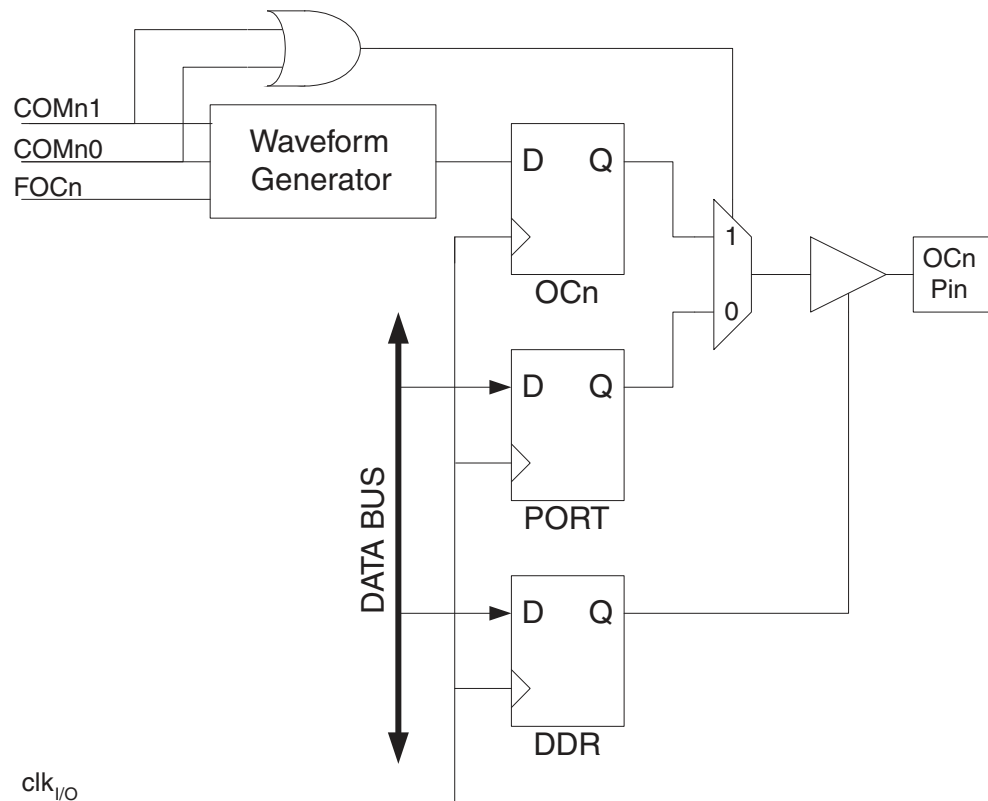 COMn1
COMn0
FOCn
Waveform
Generator
D Q
OCn
1
0
OCn
Pin
D Q
PORT
DATA BUS
D Q
DDR
clkI/O